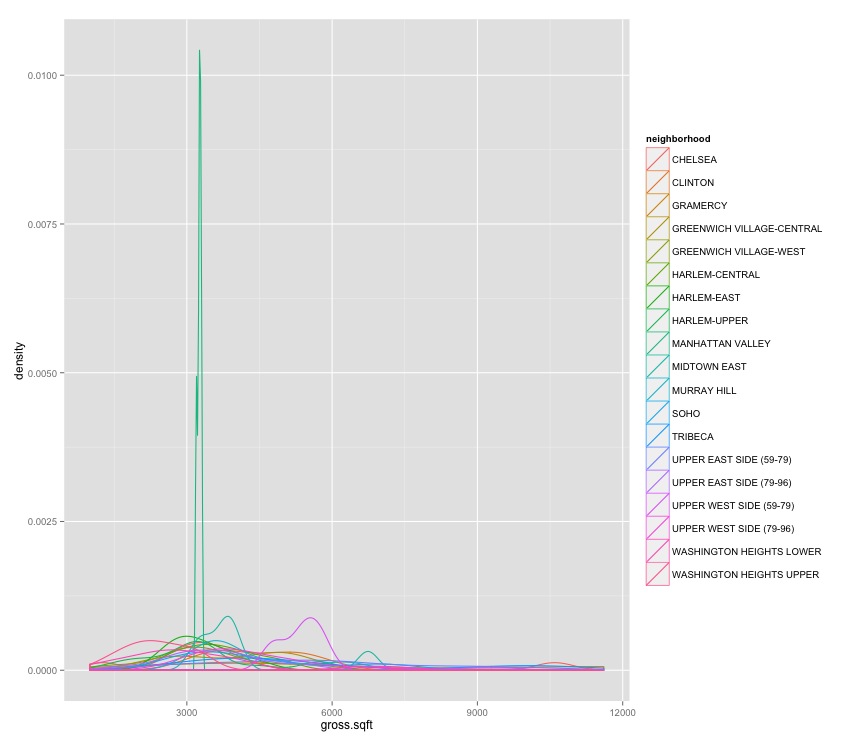 0.0100
0.0075
0.0050
0.0025
0.0000
density
3000 6000 9000 12000
gross.sqft
neighborhood
CHELSEA
CLINTON
GRAMERCY
GREENWICH VILLAGE-CENTRAL
GREENWICH VILLAGE-WEST
HARLEM-CENTRAL
HARLEM-EAST
HARLEM-UPPER
MANHATTAN VALLEY
MIDTOWN EAST
MURRAY HILL
SOHO
TRIBECA
UPPER EAST SIDE (59-79)
UPPER EAST SIDE (79-96)
UPPER WEST SIDE (59-79)
UPPER WEST SIDE (79-96)
WASHINGTON HEIGHTS LOWER
WASHINGTON HEIGHTS UPPER